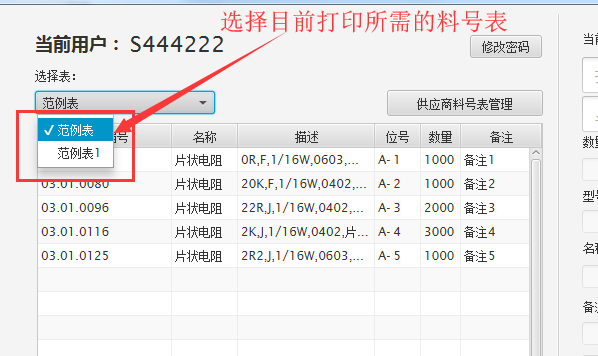 选择目前打印所需的料号表
当前用户： S444222
修改密码
选择表：
范例表
供应商料号表管理
✓ 范例表
范例表1
号 名称 描述 位号 数量 备注
片状电阻 0R,F,1/16W,0603,... A- 1 1000 备注1
03.01.0080 片状电阻 20K,F,1/16W,0402,... A- 2 1000 备注2
03.01.0096 片状电阻 22R,J,1/16W,0402,... A- 3 2000 备注3
03.01.0116 片状电阻 2K,J,1/16W,0402,片... A- 4 3000 备注4
03.01.0125 片状电阻 2R2,J,1/16W,0603,... A- 5 1000 备注5
当前
数量
型号
名称
备注